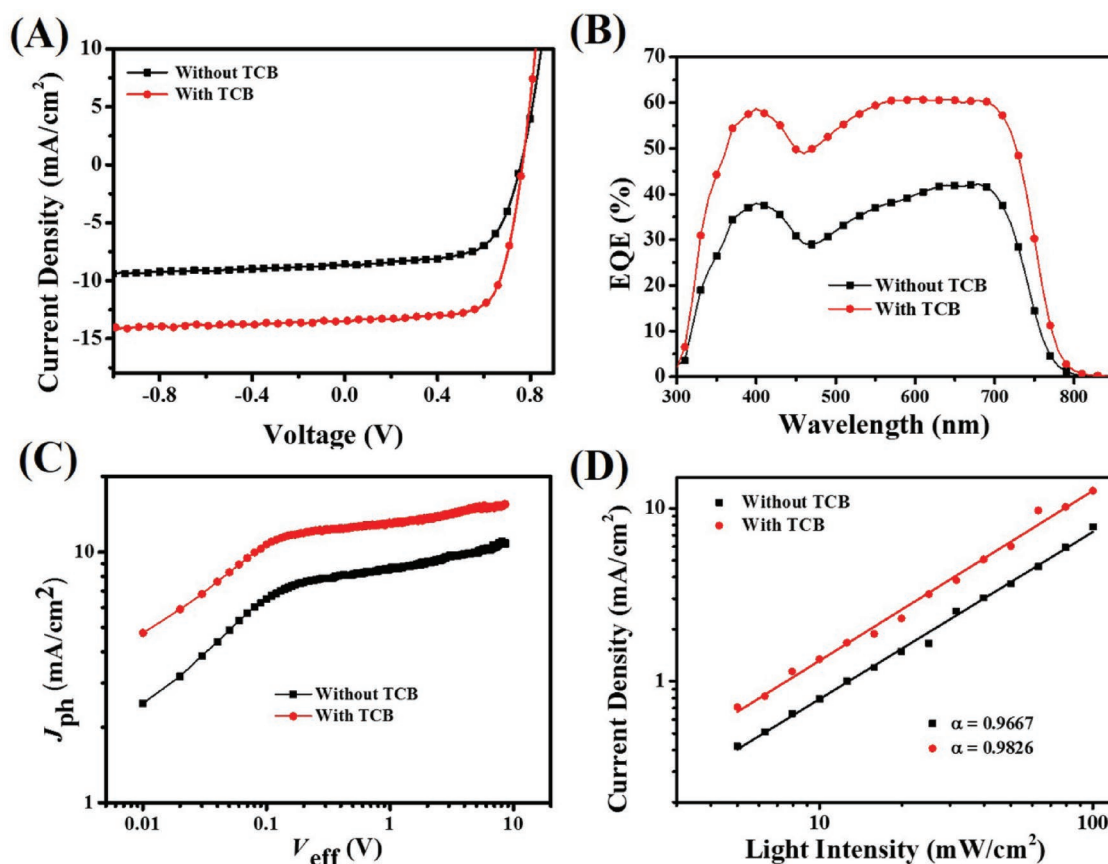 (A)
10
5
0
-5
-10
-15
Current Density (mA/cm²)
-0.8
-0.4
0.0
0.4
0.8
Voltage (V)
Without TCB
With TCB
(B)
70
60
50
40
30
20
10
0
EQE (%)
300
400
500
600
700
800
Wavelength (nm)
Without TCB
With TCB
(C)
10
1
Jph (mA/cm²)
0.01
0.1
1
10
Veff (V)
Without TCB
With TCB
(D)
10
1
Current Density (mA/cm²)
10
100
Light Intensity (mW/cm²)
Without TCB
With TCB
α = 0.9667
α = 0.9826